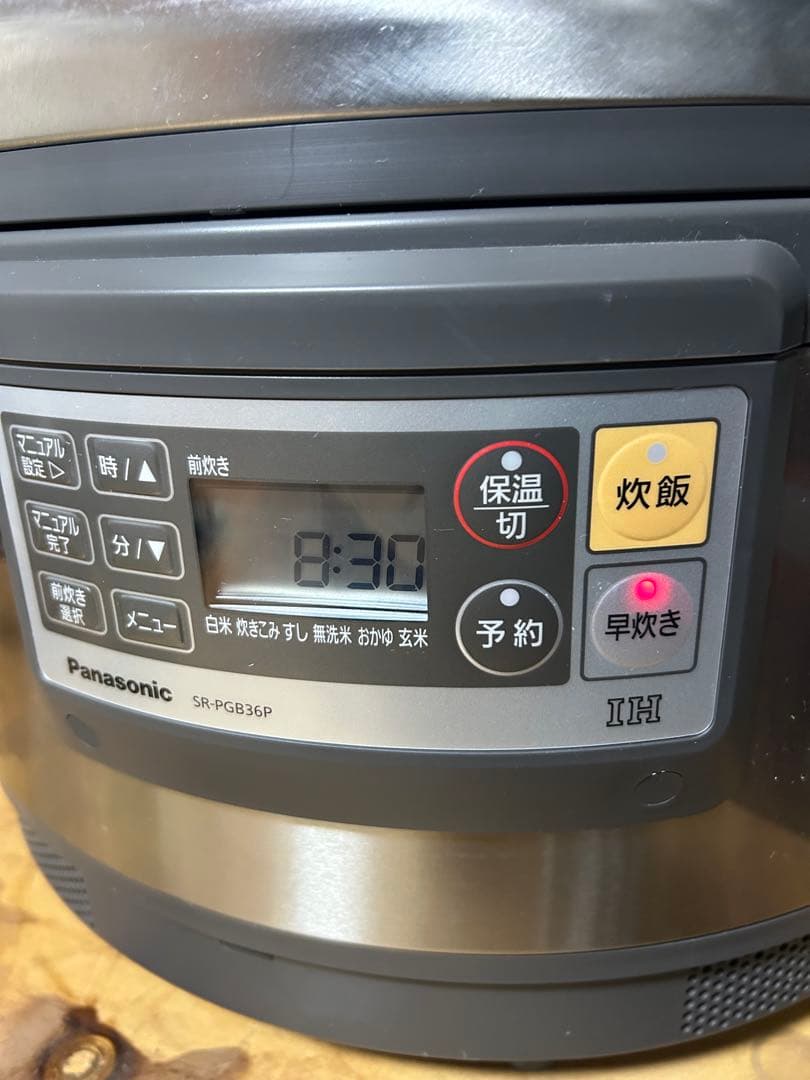 マニュアル
設定▷
時/▲
前炊き
マニュアル
完了
分/▼
前炊き
選択
メニュー
8:30
白米 炊きこみ すし 無洗米 おかゆ 玄米
保温
切
予約
炊飯
早炊き
Panasonic
SR-PGB36P
IH